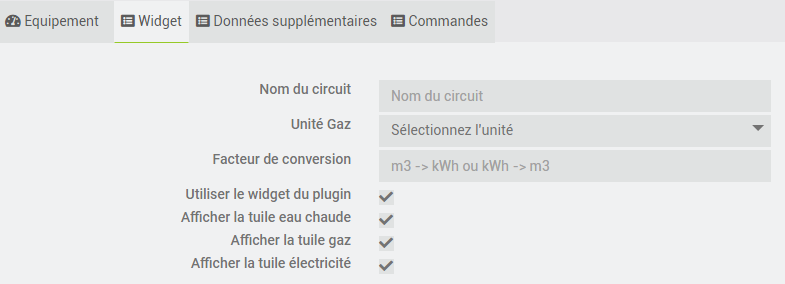 Equipement Widget Données supplémentaires Commandes
Nom du circuit Nom du circuit
Unité Gaz Sélectionnez l'unité
Facteur de conversion m3 -> kWh ou kWh -> m3
Utiliser le widget du plugin
Afficher la tuile eau chaude
Afficher la tuile gaz
Afficher la tuile électricité